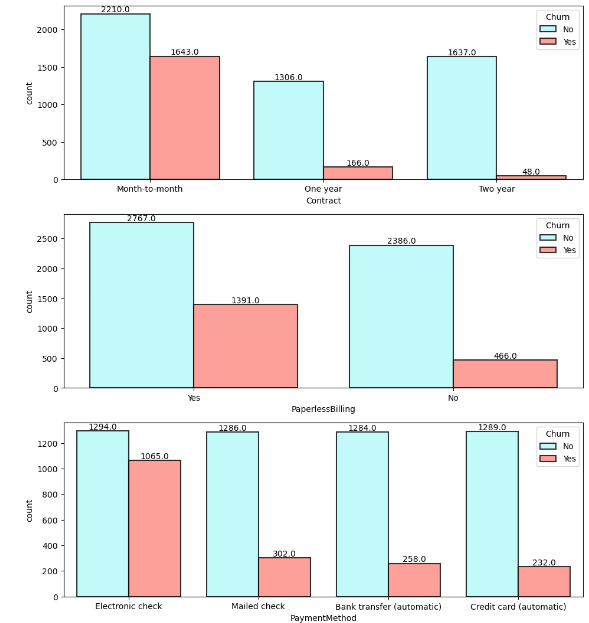 2210.0
Churn
No
Yes
2000
1643.0
1637.0
1500
1306.0
count
1000
500
166.0
48.0
0
Month-to-month One year Two year
Contract
2767.0
Churn
No
Yes
2500
2386.0
2000
count
1500
1391.0
1000
500
466.0
0
Yes No
PaperlessBilling
1294.0 1286.0 1284.0 1289.0
Churn
No
Yes
1200
1065.0
1000
800
count
600
400
302.0
258.0
232.0
200
0
Electronic check Mailed check Bank transfer (automatic) Credit card (automatic)
PaymentMethod